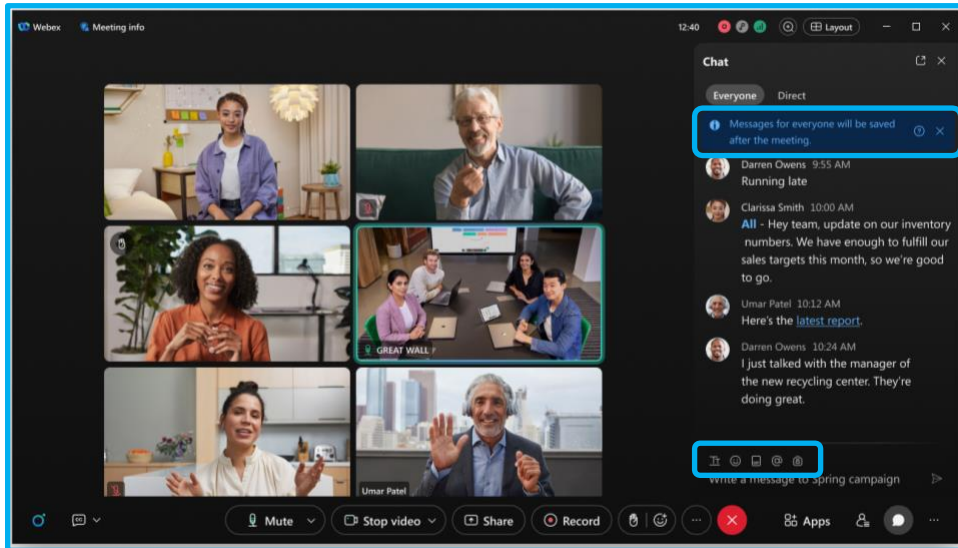 Webex
Meeting info
12:40
Layout
Chat
Everyone
Direct
Messages for everyone will be saved
after the meeting.
Darren Owens 9:55 AM
Running late
Clarissa Smith 10:00 AM
All - Hey team, update on our inventory
numbers. We have enough to fulfill our
sales targets this month, so we're good
to go.
Umar Patel 10:12 AM
Here's the latest report.
Darren Owens 10:24 AM
I just talked with the manager of
the new recycling center. They're
doing great.
GREAT WALL
Umar Patel
Write a message to Spring campaign
Mute
Stop video
Share
Record
Apps